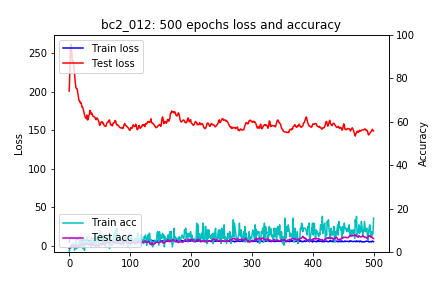 bc2_012: 500 epochs loss and accuracy
Train loss
Test loss
Train acc
Test acc
Loss
250
200
150
100
50
0
0
100
200
300
400
500
100
80
60
40
20
0
Accuracy